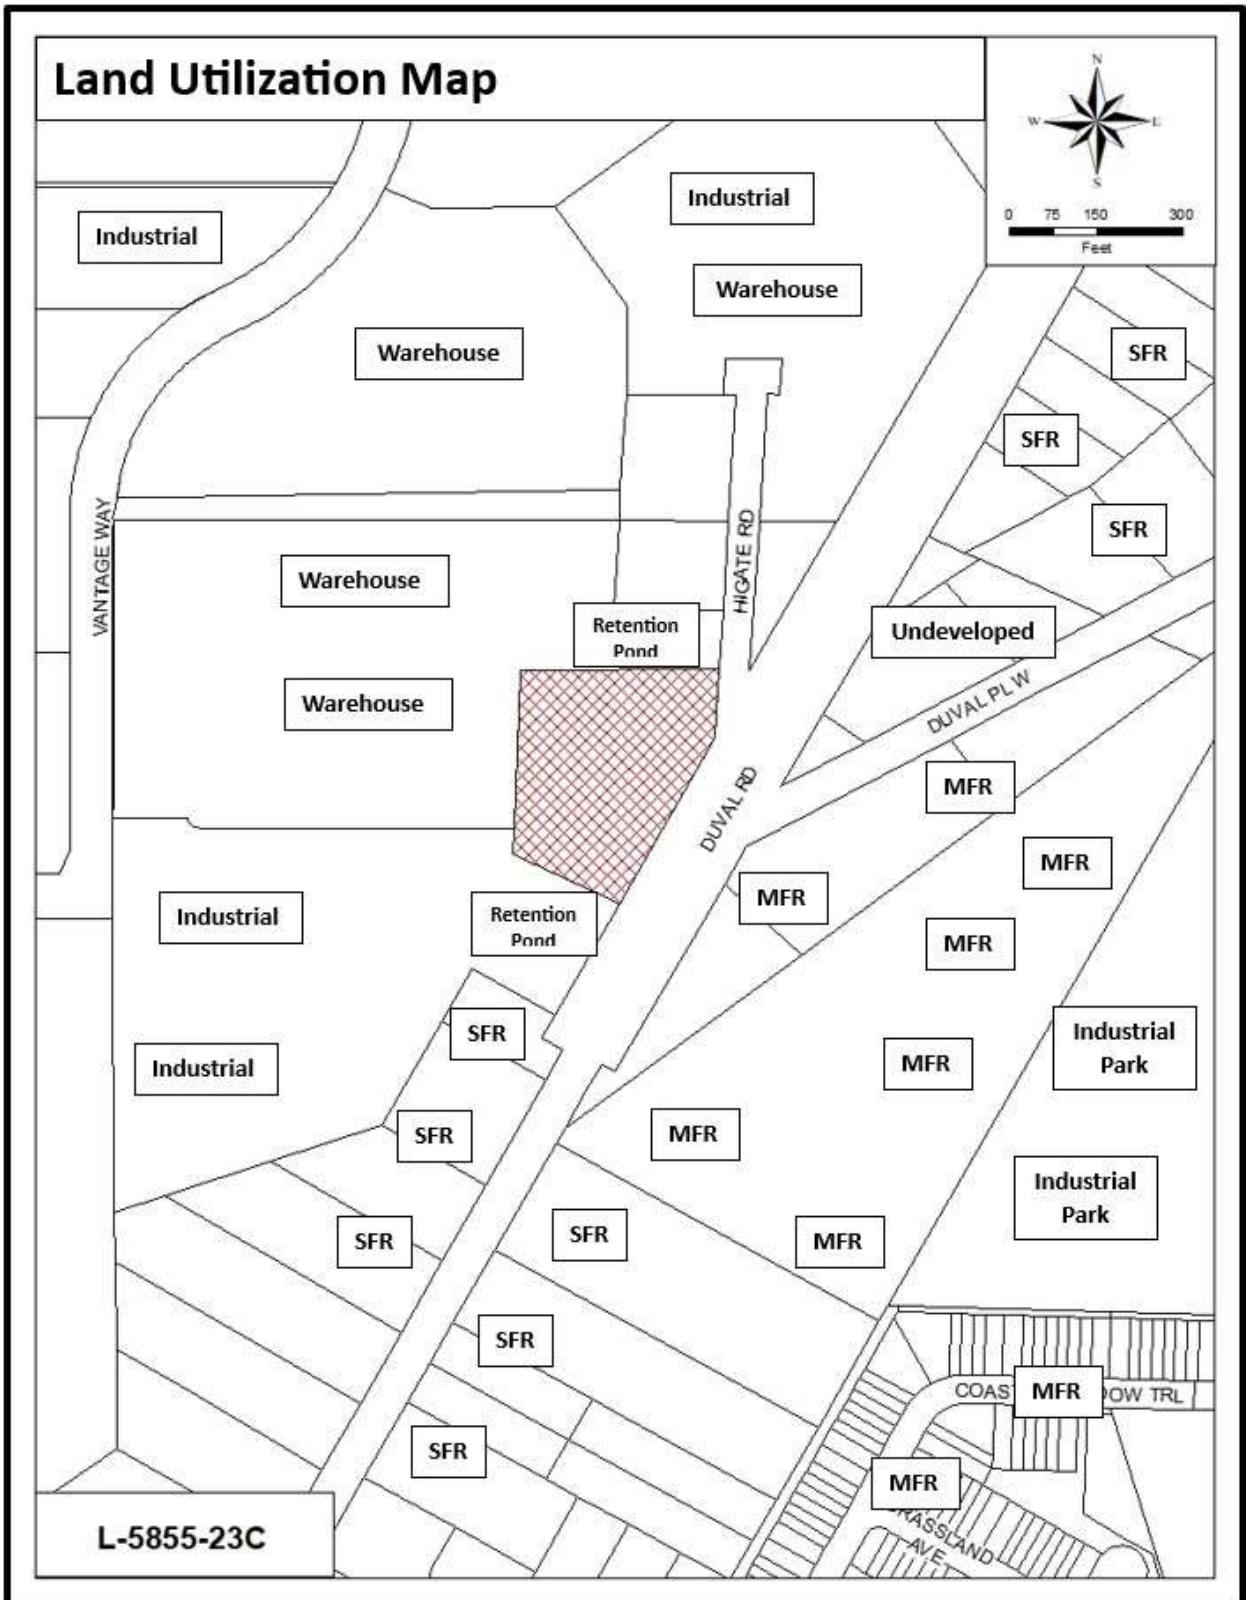 Land Utilization Map
N
W E
S
0 75 150 300
Feet
Industrial
Industrial
Warehouse
Warehouse
SFR
SFR
SFR
VANTAGE WAY
HIGATE RD
Warehouse
Retention
Pond
Undeveloped
Warehouse
DUVAL PL W
DUVAL RD
MFR
MFR
MFR
Industrial
Retention
Pond
MFR
SFR
Industrial
MFR
Industrial
Park
SFR
MFR
Industrial
Park
SFR
SFR
MFR
SFR
COAS
MFR
OW TRL
SFR
MFR
RASSLAND
AVE
L-5855-23C